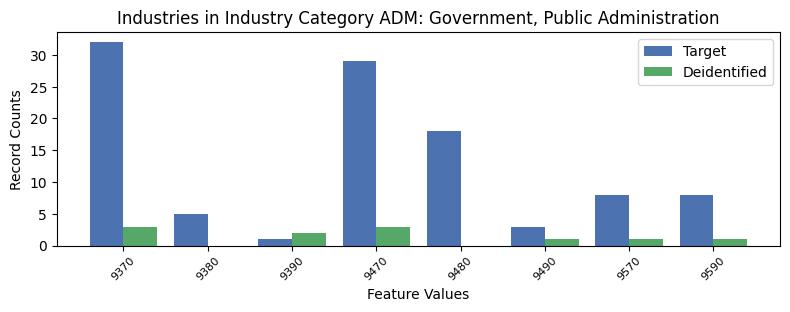 Industries in Industry Category ADM: Government, Public Administration
Target
Deidentified
Record Counts
30
25
20
15
10
5
0
9370 9380 9390 9470 9480 9490 9570 9590
Feature Values